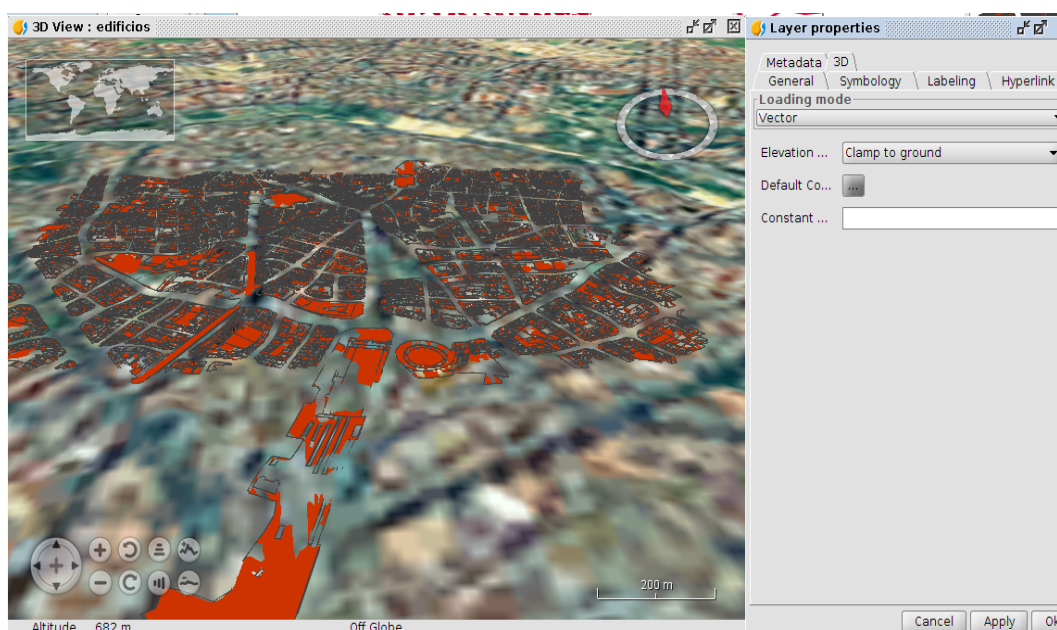 3D View : edificios
200 m
Altitude 682 m Off Globe
Layer properties
Metadata 3D
General Symbology Labeling Hyperlink
Loading mode
Vector
Elevation ... Clamp to ground
Default Co... ...
Constant ...
Cancel Apply Ok